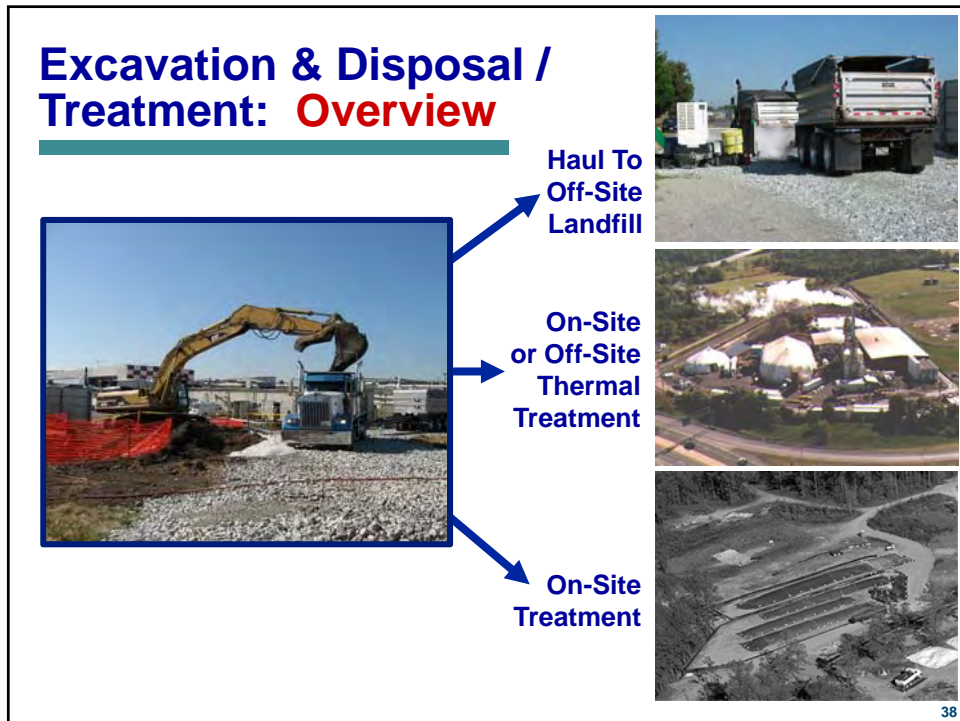 Excavation & Disposal /
Treatment: Overview
Haul To
Off-Site
Landfill
On-Site
or Off-Site
Thermal
Treatment
On-Site
Treatment
38